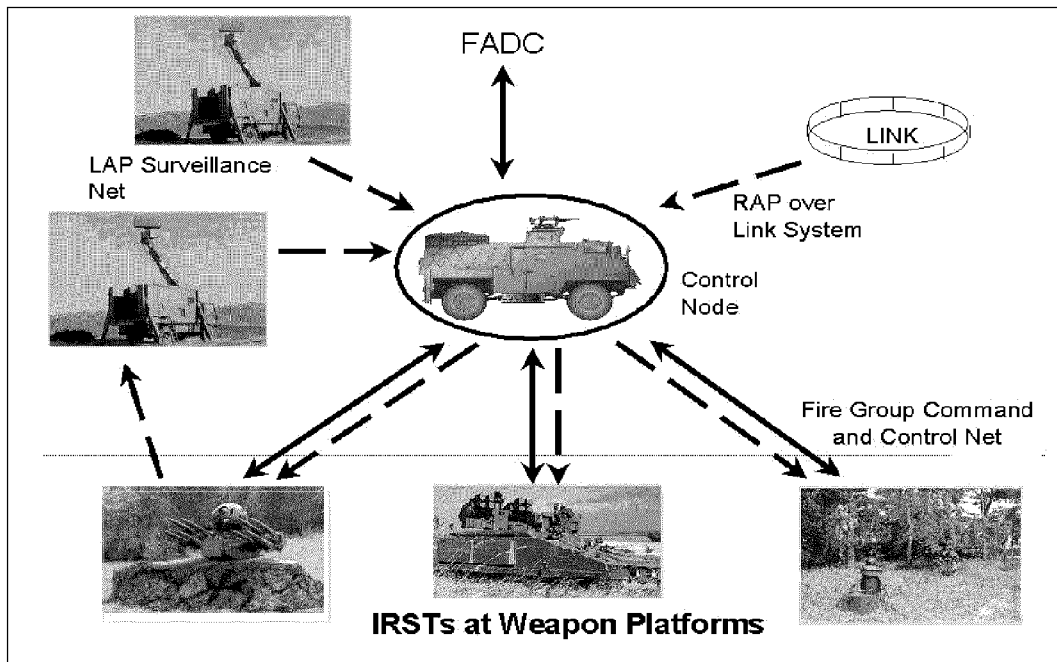 FADC
LAP Surveillance
Net
LINK
RAP over
Link System
Control
Node
Fire Group Command
and Control Net
IRSTs at Weapon Platforms